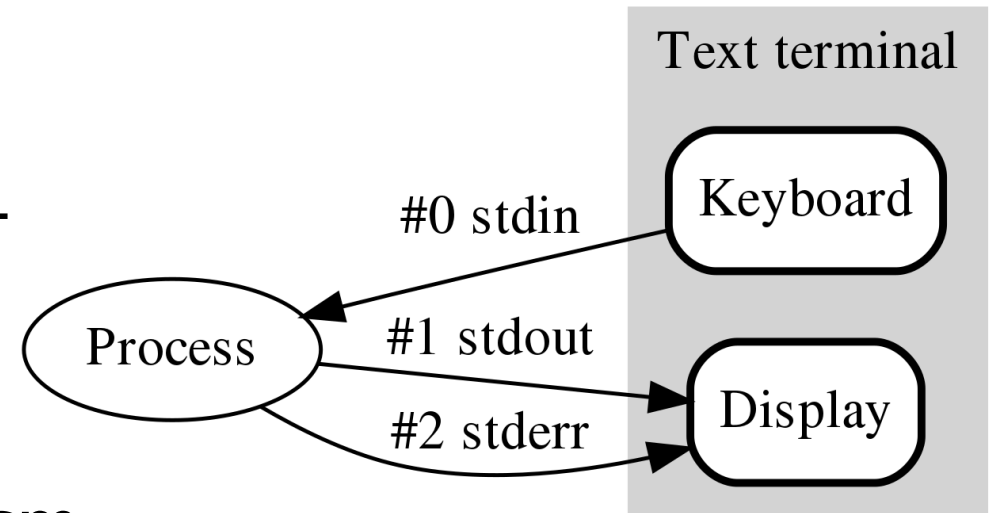 Text terminal
Keyboard
#0 stdin
#1 stdout
Process
Display
#2 stderr